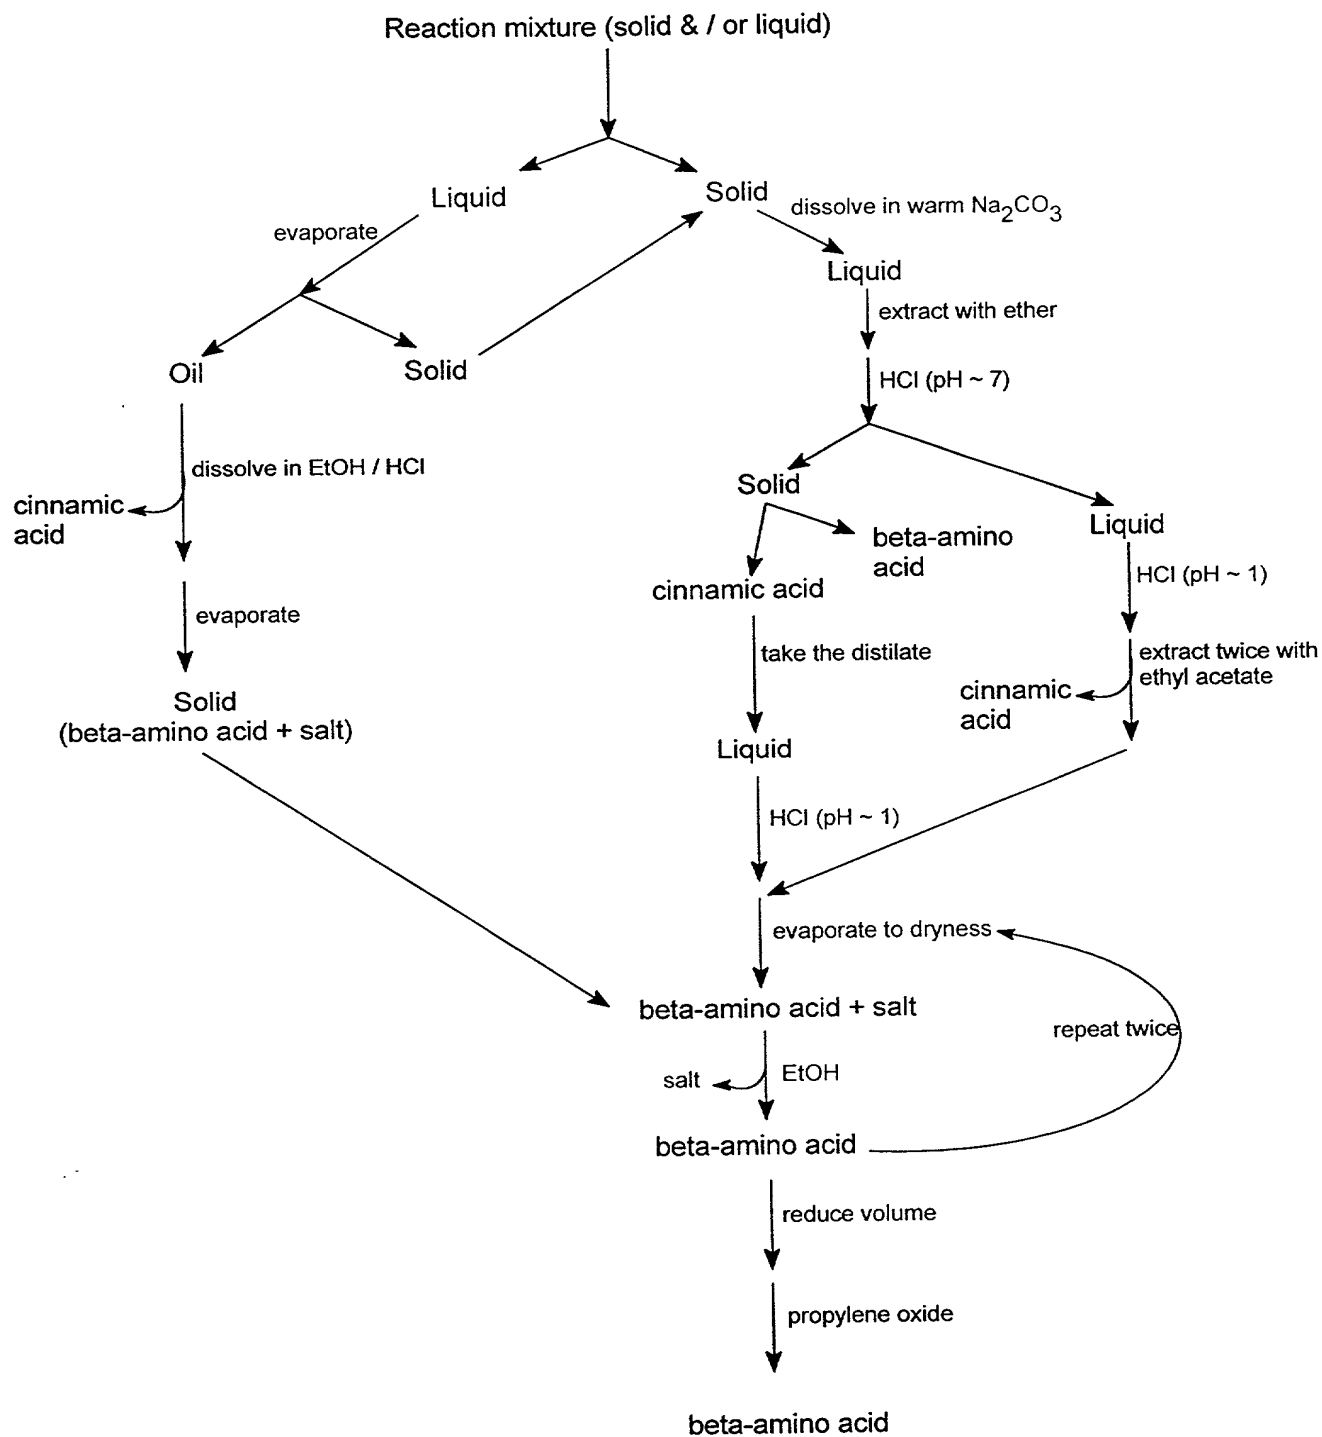 Reaction mixture (solid & / or liquid)
Liquid
Solid
dissolve in warm Na2CO3
evaporate
Liquid
extract with ether
Oil
Solid
HCl (pH ~ 7)
dissolve in EtOH / HCl
cinnamic
acid
Solid
Liquid
beta-amino
acid
HCl (pH ~ 1)
cinnamic acid
evaporate
take the distilate
extract twice with
ethyl acetate
cinnamic
acid
Solid
(beta-amino acid + salt)
Liquid
HCl (pH ~ 1)
evaporate to dryness
beta-amino acid + salt
repeat twice
salt
EtOH
beta-amino acid
reduce volume
propylene oxide
beta-amino acid